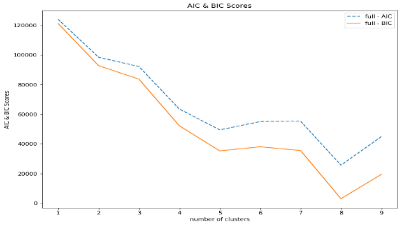 AIC & BIC Scores
full - AIC
full - BIC
120000
100000
80000
60000
40000
20000
0
AIC & BIC Scores
1 2 3 4 5 6 7 8 9
number of clusters